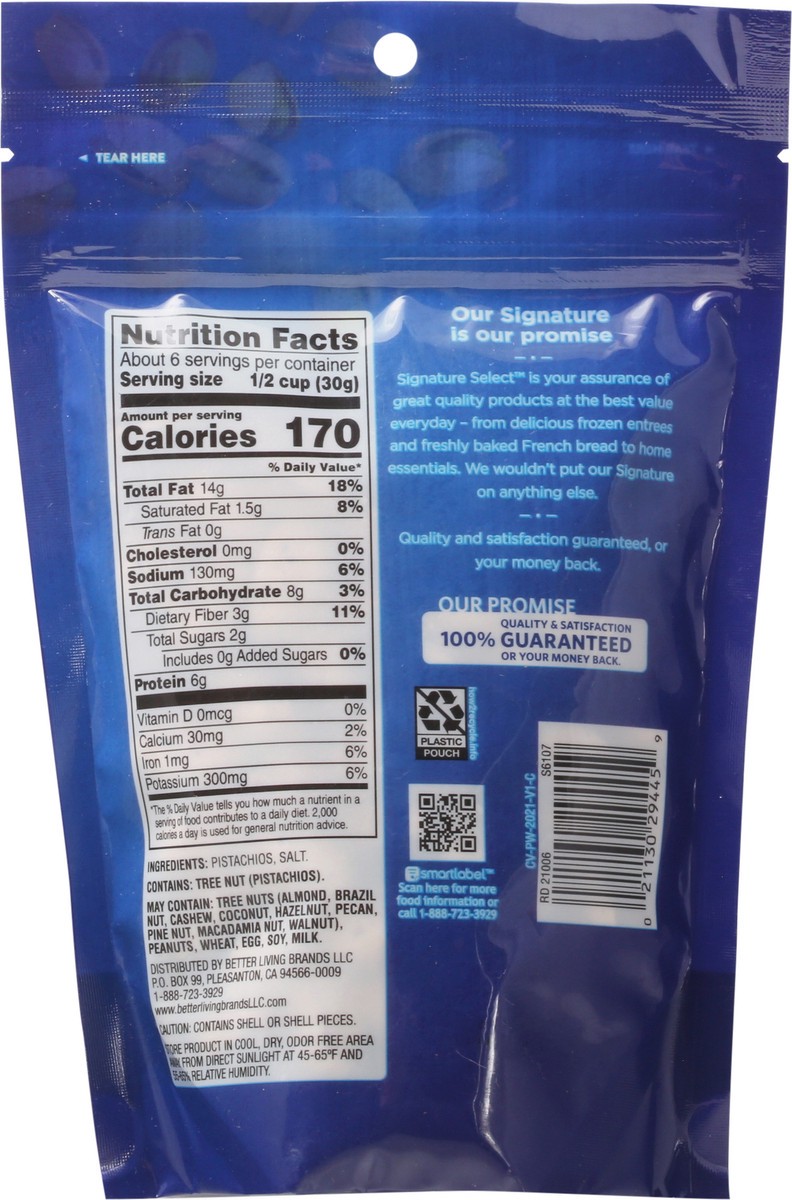 ◄ TEAR HERE
Nutrition Facts
About 6 servings per container
Serving size 1/2 cup (30g)
Amount per serving
Calories 170
% Daily Value*
Total Fat 14g 18%
Saturated Fat 1.5g 8%
Trans Fat 0g
Cholesterol 0mg 0%
Sodium 130mg 6%
Total Carbohydrate 8g 3%
Dietary Fiber 3g 11%
Total Sugars 2g
Includes 0g Added Sugars 0%
Protein 6g
Vitamin D 0mcg 0%
Calcium 30mg 2%
Iron 1mg 6%
Potassium 300mg 6%
*The % Daily Value tells you how much a nutrient in a
serving of food contributes to a daily diet. 2,000
calories a day is used for general nutrition advice.
INGREDIENTS: PISTACHIOS, SALT.
CONTAINS: TREE NUT (PISTACHIOS).
MAY CONTAIN: TREE NUTS (ALMOND, BRAZIL
NUT, CASHEW, COCONUT, HAZELNUT, PECAN,
PINE NUT, MACADAMIA NUT, WALNUT),
PEANUTS, WHEAT, EGG, SOY, MILK.
DISTRIBUTED BY BETTER LIVING BRANDS LLC
P.O. BOX 99, PLEASANTON, CA 94566-0009
1-888-723-3929
www.betterlivingbrandsLLC.com
CAUTION: CONTAINS SHELL OR SHELL PIECES.
STORE PRODUCT IN COOL, DRY, ODOR FREE AREA
AWAY FROM DIRECT SUNLIGHT AT 45-65°F AND
RELATIVE HUMIDITY.
Our Signature
is our promise
Signature Select™ is your assurance of
great quality products at the best value
everyday – from delicious frozen entrees
and freshly baked French bread to home
essentials. We wouldn't put our Signature
on anything else.
Quality and satisfaction guaranteed, or
your money back.
OUR PROMISE
QUALITY & SATISFACTION
100% GUARANTEED
OR YOUR MONEY BACK.
PLASTIC
POUCH
how2recycle.info
smartlabel™
Scan here for more
food information or
call 1-888-723-3929
CV-PW-2021-V1-C
RD 21006 S6107
0 21130 29445 9